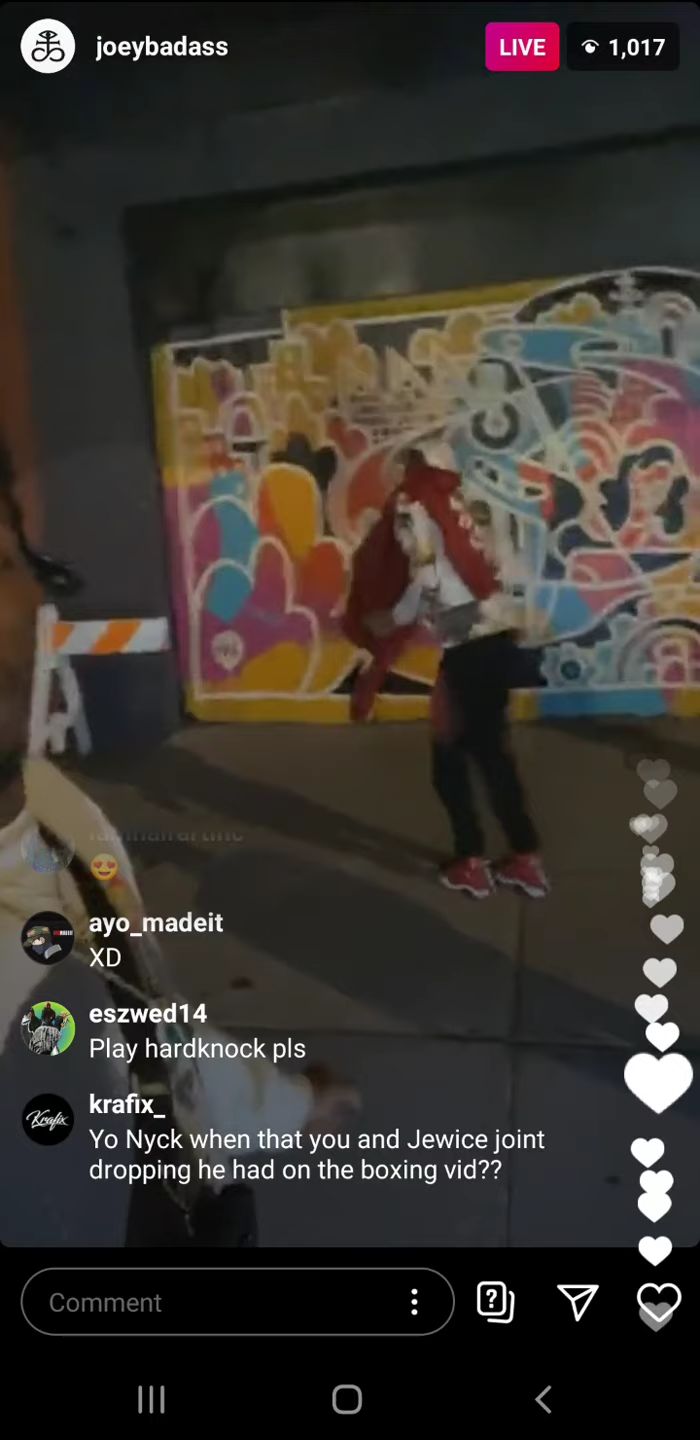 joeybadass
LIVE
1,017
ayo_madeit
XD
eszwed14
Play hardknock pls
Krafix
krafix_
Yo Nyck when that you and Jewice joint
dropping he had on the boxing vid??
Comment